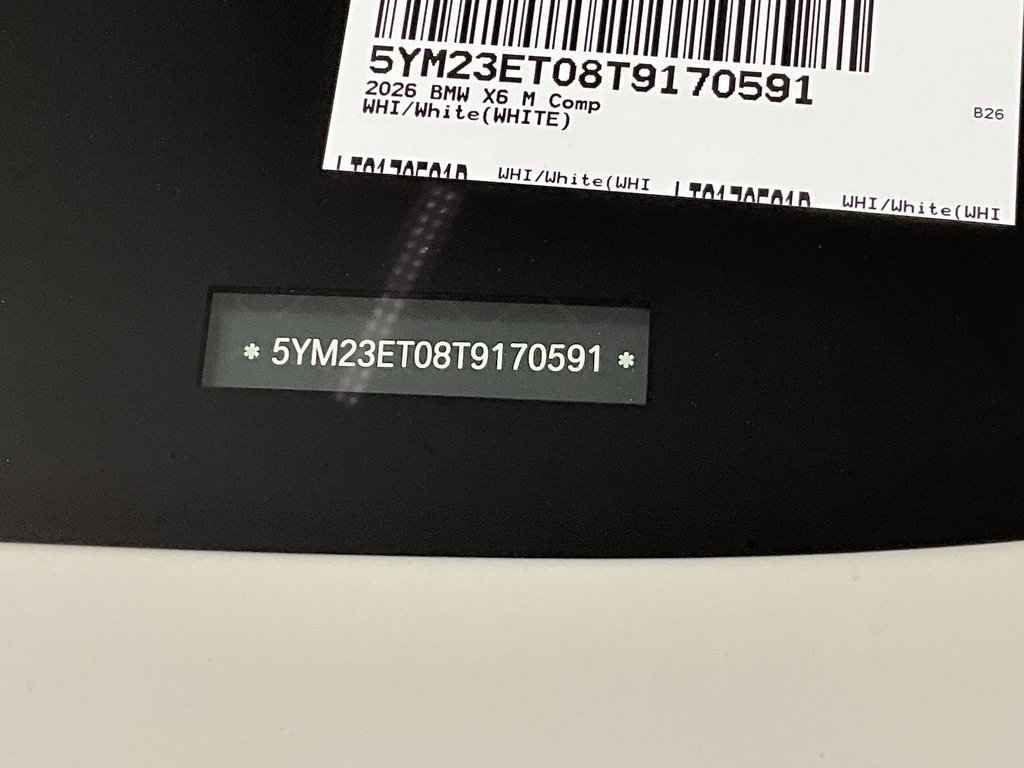 5YM23ET08T9170591
2026 BMW X6 M Comp
WHI/White(WHITE)
B26
WHI/White(WHI
WHI/White(WHI
* 5YM23ET08T9170591 *